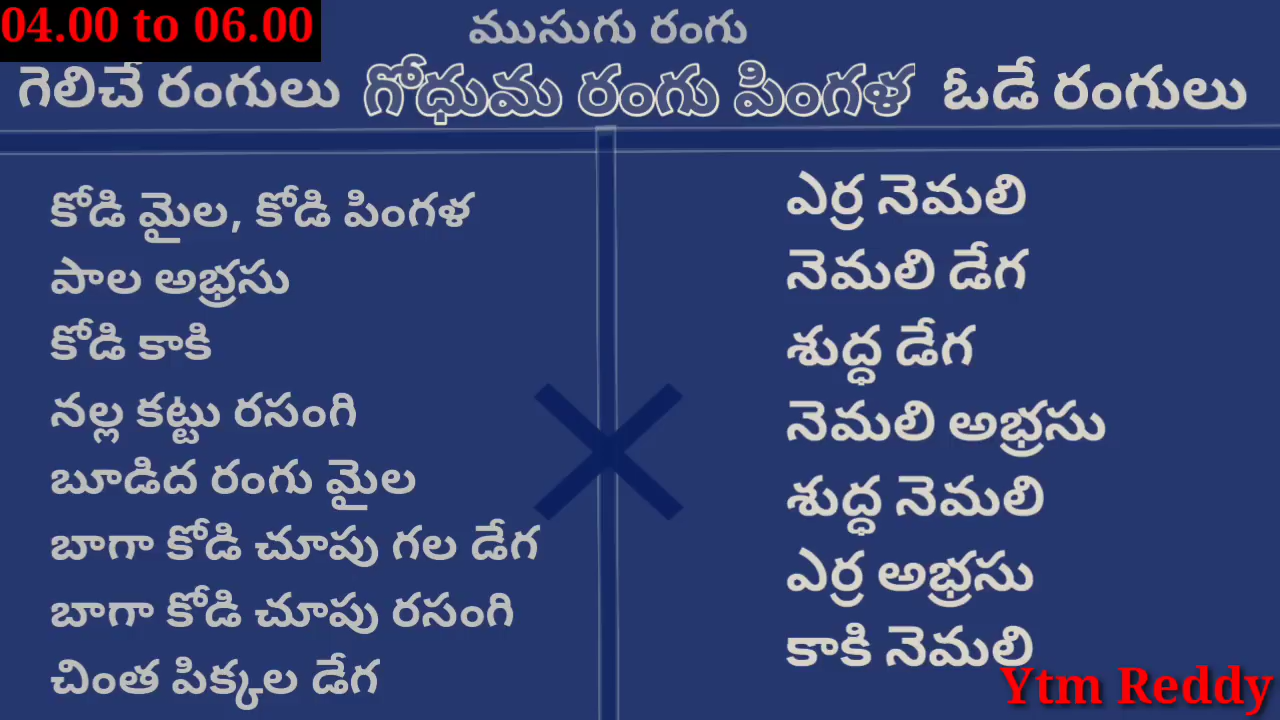 04.00 to 06.00
ముసుగు రంగు
గెలిచే రంగులు
గోధుమ రంగు పింగళ
ఓడే రంగులు
కోడి మైల, కోడి పింగళ
పాల అభ్రసు
కోడి కాకి
నల్ల కట్టు రసంగి
బూడిద రంగు మైల
బాగా కోడి చూపు గల డేగ
బాగా కోడి చూపు రసంగి
చింత పిక్కల డేగ
ఎర్ర నెమలి
నెమలి డేగ
శుద్ధ డేగ
నెమలి అభ్రసు
శుద్ధ నెమలి
ఎర్ర అభ్రసు
కాకి నెమలి
Ytm Reddy